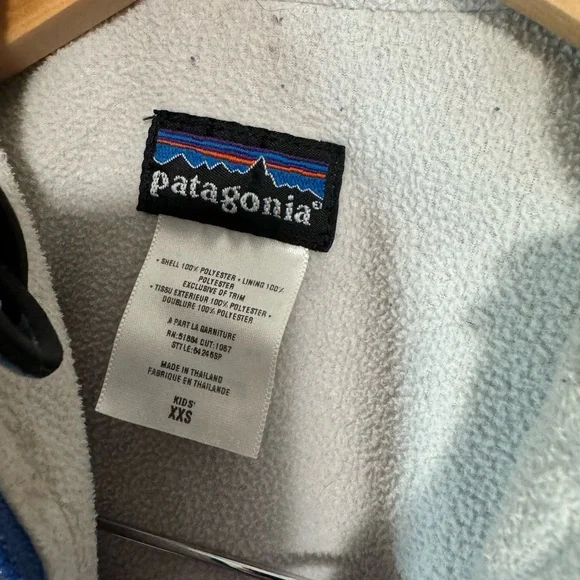 patagonia®
• SHELL 100% POLYESTER • LINING 100%
POLYESTER
EXCLUSIVE OF TRIM
• TISSU EXTERIEUR 100% POLYESTER •
DOUBLURE 100% POLYESTER
A PART LA GARNITURE
RN:51884 CUT:1087
STYLE:64246SP
MADE IN THAILAND
FABRIQUE EN THAILANDE
KIDS'
XXS